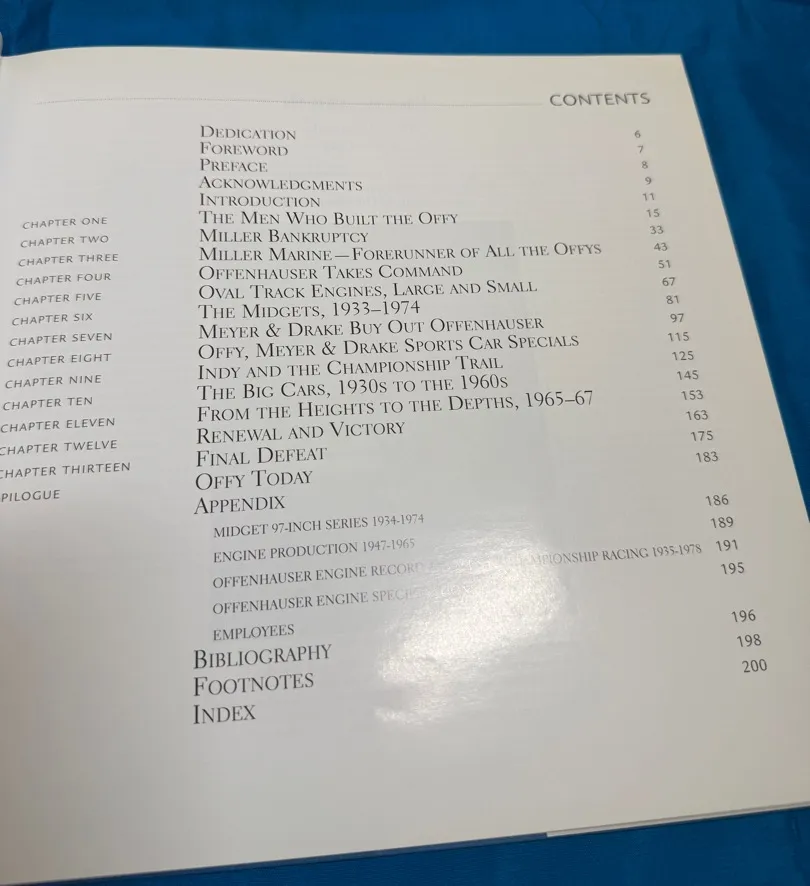 CONTENTS
DEDICATION 6
FOREWORD 7
PREFACE 8
ACKNOWLEDGMENTS 9
INTRODUCTION 11
CHAPTER ONE THE MEN WHO BUILT THE OFFY 15
CHAPTER TWO MILLER BANKRUPTCY 33
CHAPTER THREE MILLER MARINE—FORERUNNER OF ALL THE OFFYS 43
CHAPTER FOUR OFFENHAUSER TAKES COMMAND 51
CHAPTER FIVE OVAL TRACK ENGINES, LARGE AND SMALL 67
CHAPTER SIX THE MIDGETS, 1933–1974 81
CHAPTER SEVEN MEYER & DRAKE BUY OUT OFFENHAUSER 97
CHAPTER EIGHT OFFY, MEYER & DRAKE SPORTS CAR SPECIALS 115
CHAPTER NINE INDY AND THE CHAMPIONSHIP TRAIL 125
CHAPTER TEN THE BIG CARS, 1930S TO THE 1960S 145
CHAPTER ELEVEN FROM THE HEIGHTS TO THE DEPTHS, 1965–67 153
CHAPTER TWELVE RENEWAL AND VICTORY 163
CHAPTER THIRTEEN FINAL DEFEAT 175
PILOGUE OFFY TODAY 183
APPENDIX
MIDGET 97-INCH SERIES 1934-1974 186
ENGINE PRODUCTION 1947-1965 189
OFFENHAUSER ENGINE RECORD CHAMPIONSHIP RACING 1935-1978 191
OFFENHAUSER ENGINE 195
EMPLOYEES
BIBLIOGRAPHY 196
FOOTNOTES 198
INDEX 200